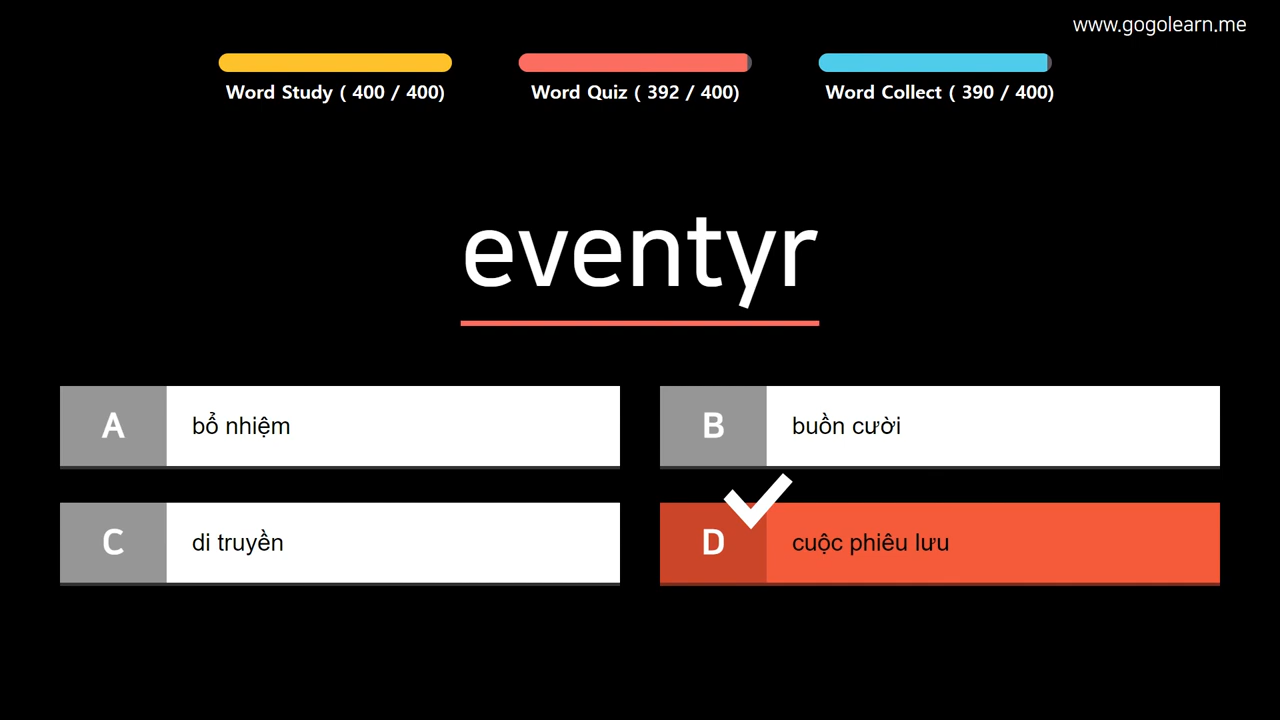 www.gogolearn.me
Word Study ( 400 / 400)
Word Quiz ( 392 / 400)
Word Collect ( 390 / 400)
eventyr
A
bổ nhiệm
B
buồn cười
C
di truyền
D
cuộc phiêu lưu